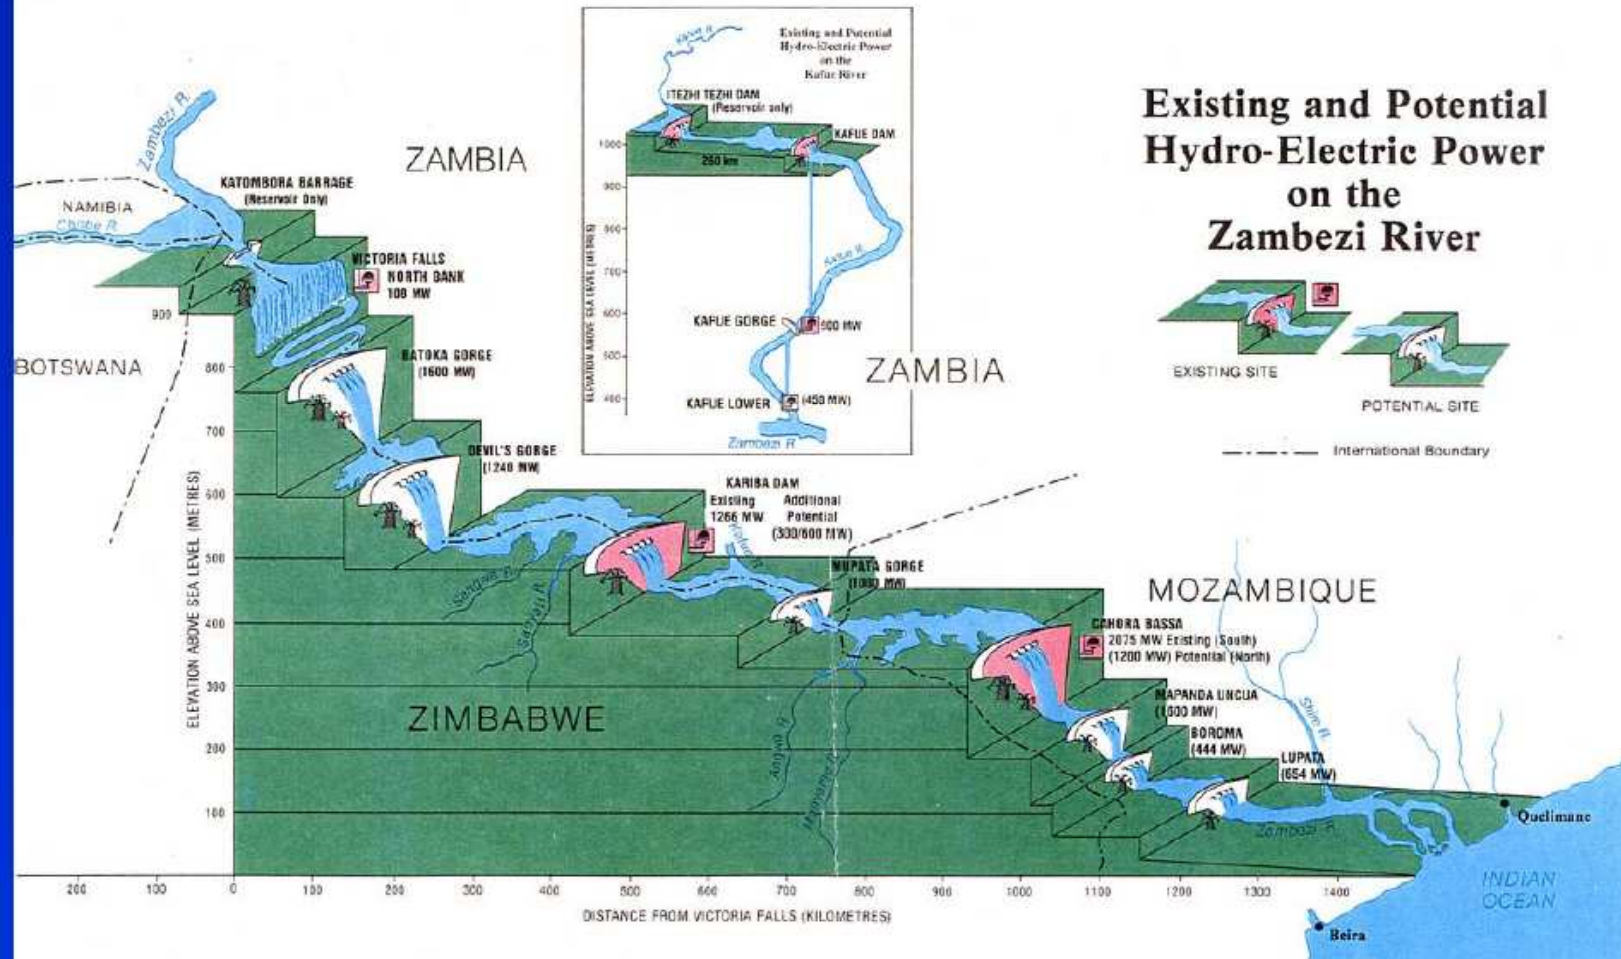 Existing and Potential
Hydro-Electric Power
on the
Zambezi River
EXISTING SITE
POTENTIAL SITE
International Boundary
Existing and Potential
Hydro-Electric Power
on the
Kafue River
Kafue R.
ITEZHI TEZHI DAM
(Reservoir only)
KAFUE DAM
260 km
1000
900
800
700
600
500
400
ELEVATION ABOVE SEA LEVEL (METRES)
Kafue R.
KAFUE GORGE
900 MW
KAFUE LOWER
(450 MW)
Zambezi R.
ZAMBIA
ZAMBIA
Zambezi R.
KATOMBORA BARRAGE
(Reservoir Only)
NAMIBIA
Chobe R.
BOTSWANA
VICTORIA FALLS
NORTH BANK
108 MW
BATOKA GORGE
(1600 MW)
DEVIL'S GORGE
(1240 MW)
KARIBA DAM
Existing
1266 MW
Additional
Potential
(300/600 MW)
Kafue R.
MUPATA GORGE
(1000 MW)
MOZAMBIQUE
CAHORA BASSA
2075 MW Existing (South)
(1200 MW) Potential (North)
MAPANDA UNCUA
(1600 MW)
BOROMA
(444 MW)
LUPATA
(654 MW)
Shire R.
Sangwa R.
Sanyati R.
Angwa R.
Zambezi R.
Quelimane
INDIAN
OCEAN
Beira
ZIMBABWE
ELEVATION ABOVE SEA LEVEL (METRES)
900
800
700
600
500
400
300
200
100
200 100 0 100 200 300 400 500 600 700 800 900 1000 1100 1200 1300 1400
DISTANCE FROM VICTORIA FALLS (KILOMETRES)